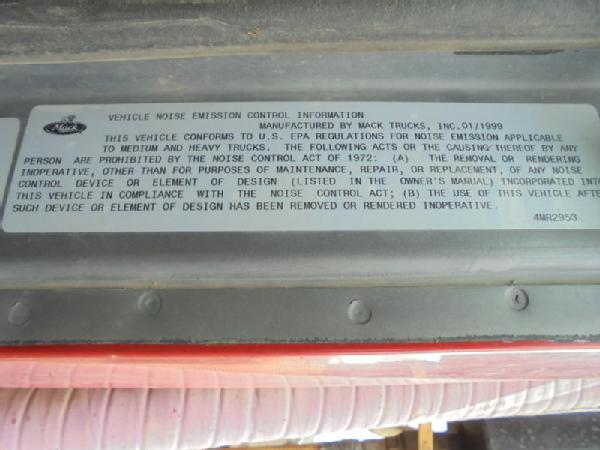 Mack
VEHICLE NOISE EMISSION CONTROL INFORMATION
MANUFACTURED BY MACK TRUCKS, INC.01/1999
THIS VEHICLE CONFORMS TO U.S. EPA REGULATIONS FOR NOISE EMISSION APPLICABLE
TO MEDIUM AND HEAVY TRUCKS. THE FOLLOWING ACTS OR THE CAUSING THEREOF BY ANY
PERSON ARE PROHIBITED BY THE NOISE CONTROL ACT OF 1972: (A) THE REMOVAL OR RENDERING
INOPERATIVE, OTHER THAN FOR PURPOSES OF MAINTENANCE, REPAIR, OR REPLACEMENT, OF ANY NOISE
CONTROL DEVICE OR ELEMENT OF DESIGN (LISTED IN THE OWNER'S MANUAL) INCORPORATED INTO
THIS VEHICLE IN COMPLIANCE WITH THE NOISE CONTROL ACT; (B) THE USE OF THIS VEHICLE AFTE
SUCH DEVICE OR ELEMENT OF DESIGN HAS BEEN REMOVED OR RENDERED INOPERATIVE.
4MR2953